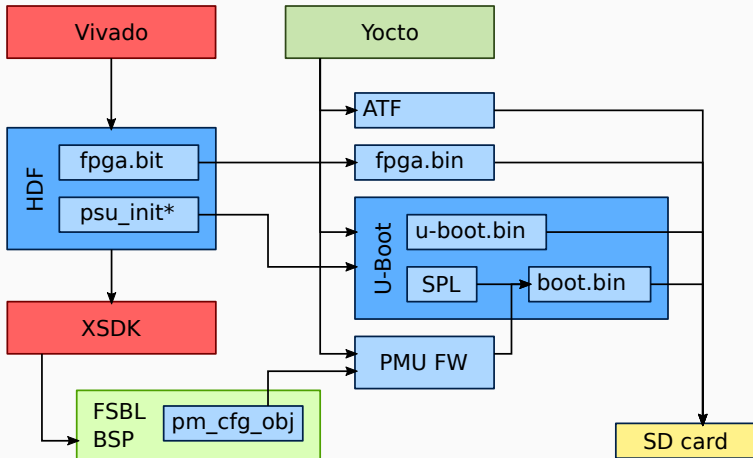 Vivado
Yocto
ATF
HDF
fpga.bit
fpga.bin
psu_init*
U-Boot
u-boot.bin
SPL
boot.bin
XSDK
PMU FW
FSBL
BSP
pm_cfg_obj
SD card